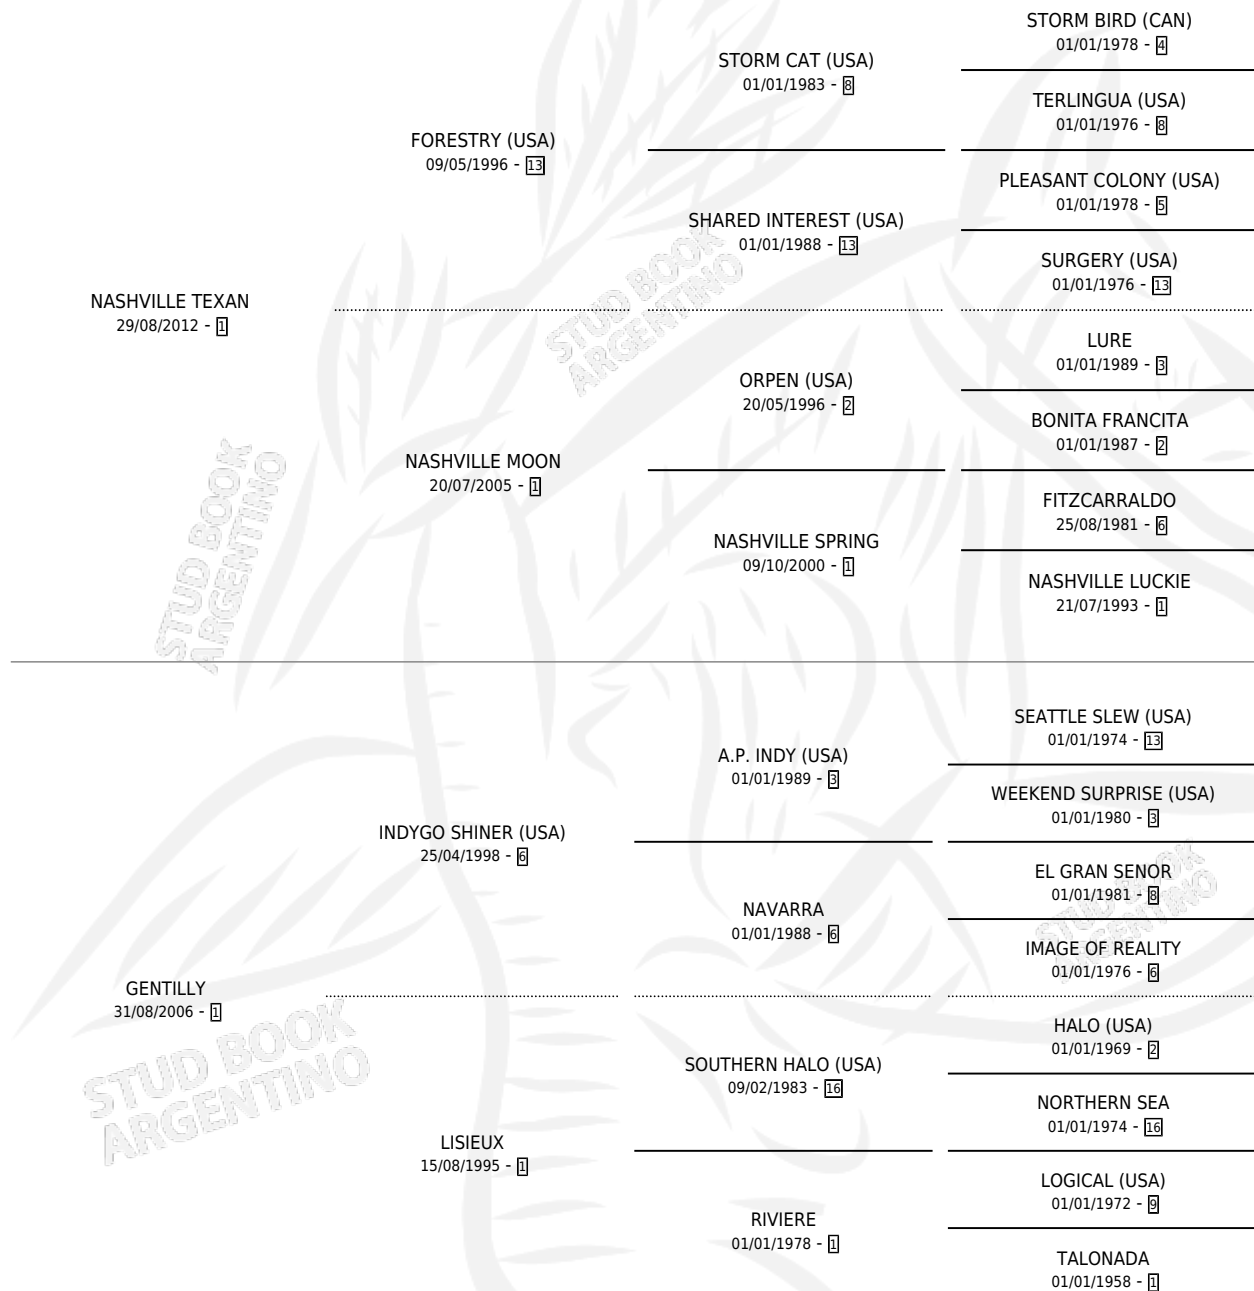 STORM BIRD (CAN)
01/01/1978 - 4
STORM CAT (USA)
01/01/1983 - 8
TERLINGUA (USA)
01/01/1976 - 8
FORESTRY (USA)
09/05/1996 - 13
PLEASANT COLONY (USA)
01/01/1978 - 5
SHARED INTEREST (USA)
01/01/1988 - 13
SURGERY (USA)
01/01/1976 - 13
NASHVILLE TEXAN
29/08/2012 - 1
LURE
01/01/1989 - 3
ORPEN (USA)
20/05/1996 - 2
BONITA FRANCITA
01/01/1987 - 2
NASHVILLE MOON
20/07/2005 - 1
FITZCARRALDO
25/08/1981 - 6
NASHVILLE SPRING
09/10/2000 - 1
NASHVILLE LUCKIE
21/07/1993 - 1
SEATTLE SLEW (USA)
01/01/1974 - 13
A.P. INDY (USA)
01/01/1989 - 3
WEEKEND SURPRISE (USA)
01/01/1980 - 3
INDYGO SHINER (USA)
25/04/1998 - 6
EL GRAN SENOR
01/01/1981 - 8
NAVARRA
01/01/1988 - 6
IMAGE OF REALITY
01/01/1976 - 6
GENTILLY
31/08/2006 - 1
HALO (USA)
01/01/1969 - 2
SOUTHERN HALO (USA)
09/02/1983 - 16
NORTHERN SEA
01/01/1974 - 16
LISIEUX
15/08/1995 - 1
LOGICAL (USA)
01/01/1972 - 9
RIVIERE
01/01/1978 - 1
TALONADA
01/01/1958 - 1
STUD BOOK
ARGENTINO
STUD BOOK
ARGENTINO
STUD BOOK
ARGENTINO
STUD BOOK
ARGENTINO